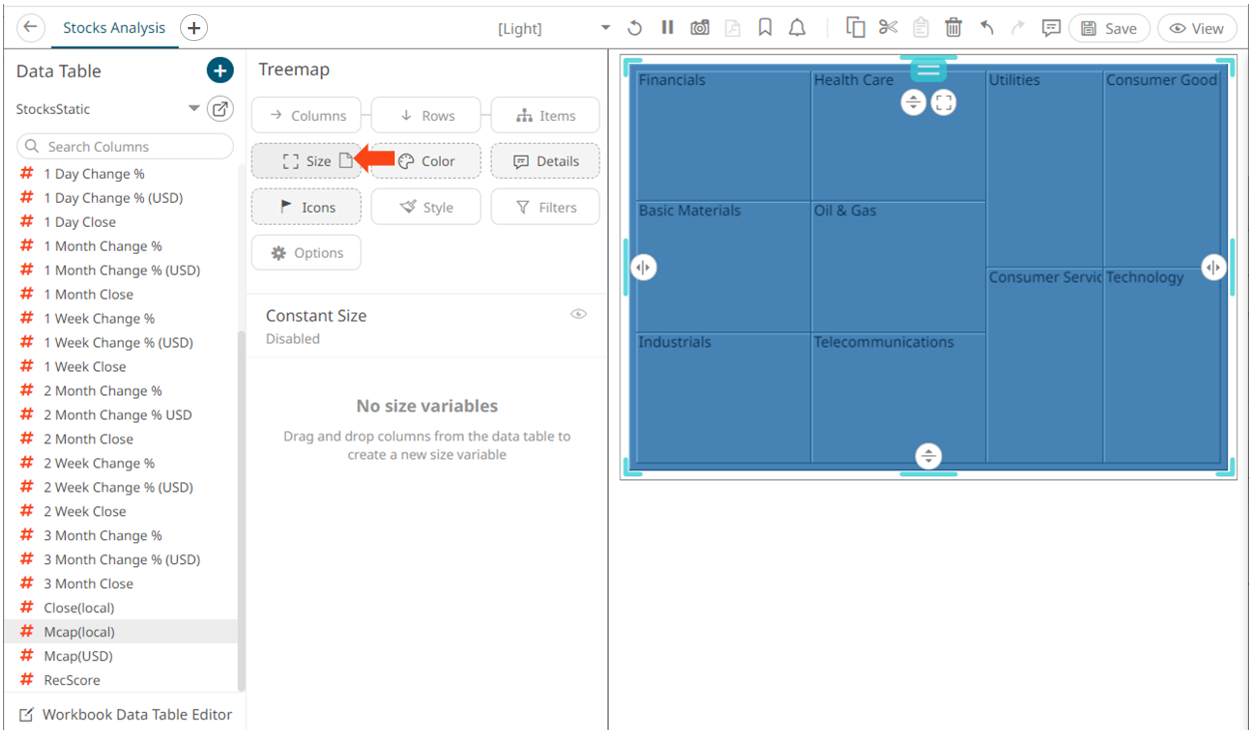 Stocks Analysis
[Light]
Save
View
Data Table
StocksStatic
Search Columns
1 Day Change %
1 Day Change % (USD)
1 Day Close
1 Month Change %
1 Month Change % (USD)
1 Month Close
1 Week Change %
1 Week Change % (USD)
1 Week Close
2 Month Change %
2 Month Change % USD
2 Month Close
2 Week Change %
2 Week Change % (USD)
2 Week Close
3 Month Change %
3 Month Change % (USD)
3 Month Close
Close(local)
Mcap(local)
Mcap(USD)
RecScore
Workbook Data Table Editor
Treemap
Columns
Rows
Items
Size
Color
Details
Icons
Style
Filters
Options
Constant Size
Disabled
No size variables
Drag and drop columns from the data table to
create a new size variable
Financials
Health Care
Utilities
Consumer Good
Basic Materials
Oil & Gas
Consumer Servic
Technology
Industrials
Telecommunications